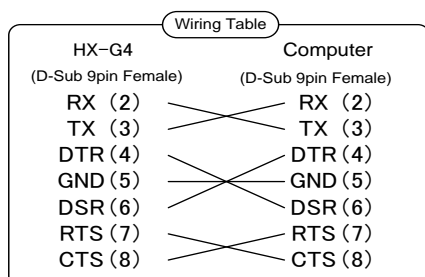 Wiring Table
HX-G4 Computer
(D-Sub 9pin Female) (D-Sub 9pin Female)
RX (2) RX (2)
TX (3) TX (3)
DTR (4) DTR (4)
GND (5) GND (5)
DSR (6) DSR (6)
RTS (7) RTS (7)
CTS (8) CTS (8)